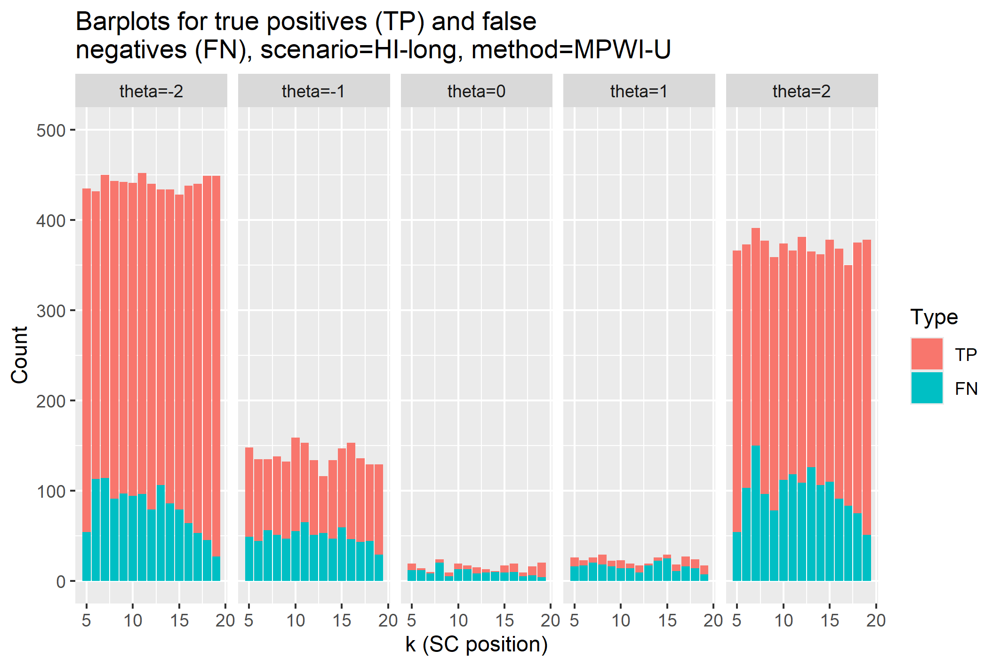 Barplots for true positives (TP) and false
negatives (FN), scenario=HI-long, method=MPWI-U
theta=-2 theta=-1 theta=0 theta=1 theta=2
500
400
300
200
100
0
Count
5 10 15 20 5 10 15 20 5 10 15 20 5 10 15 20 5 10 15 20
k (SC position)
Type
TP
FN